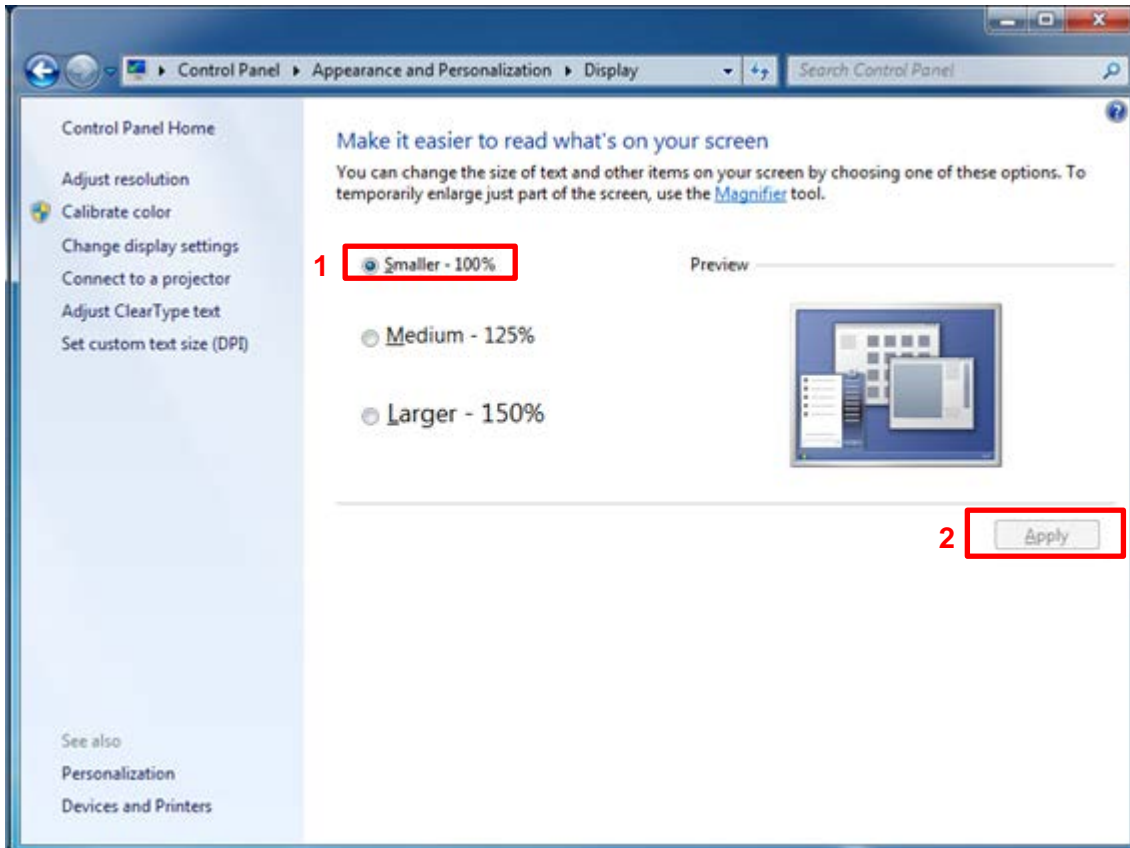 Control Panel Appearance and Personalization Display
Search Control Panel
Control Panel Home
Adjust resolution
Calibrate color
Change display settings
Connect to a projector
Adjust ClearType text
Set custom text size (DPI)
See also
Personalization
Devices and Printers
Make it easier to read what's on your screen
You can change the size of text and other items on your screen by choosing one of these options. To
temporarily enlarge just part of the screen, use the Magnifier tool.
1 Smaller - 100%
Preview
Medium - 125%
Larger - 150%
2 Apply